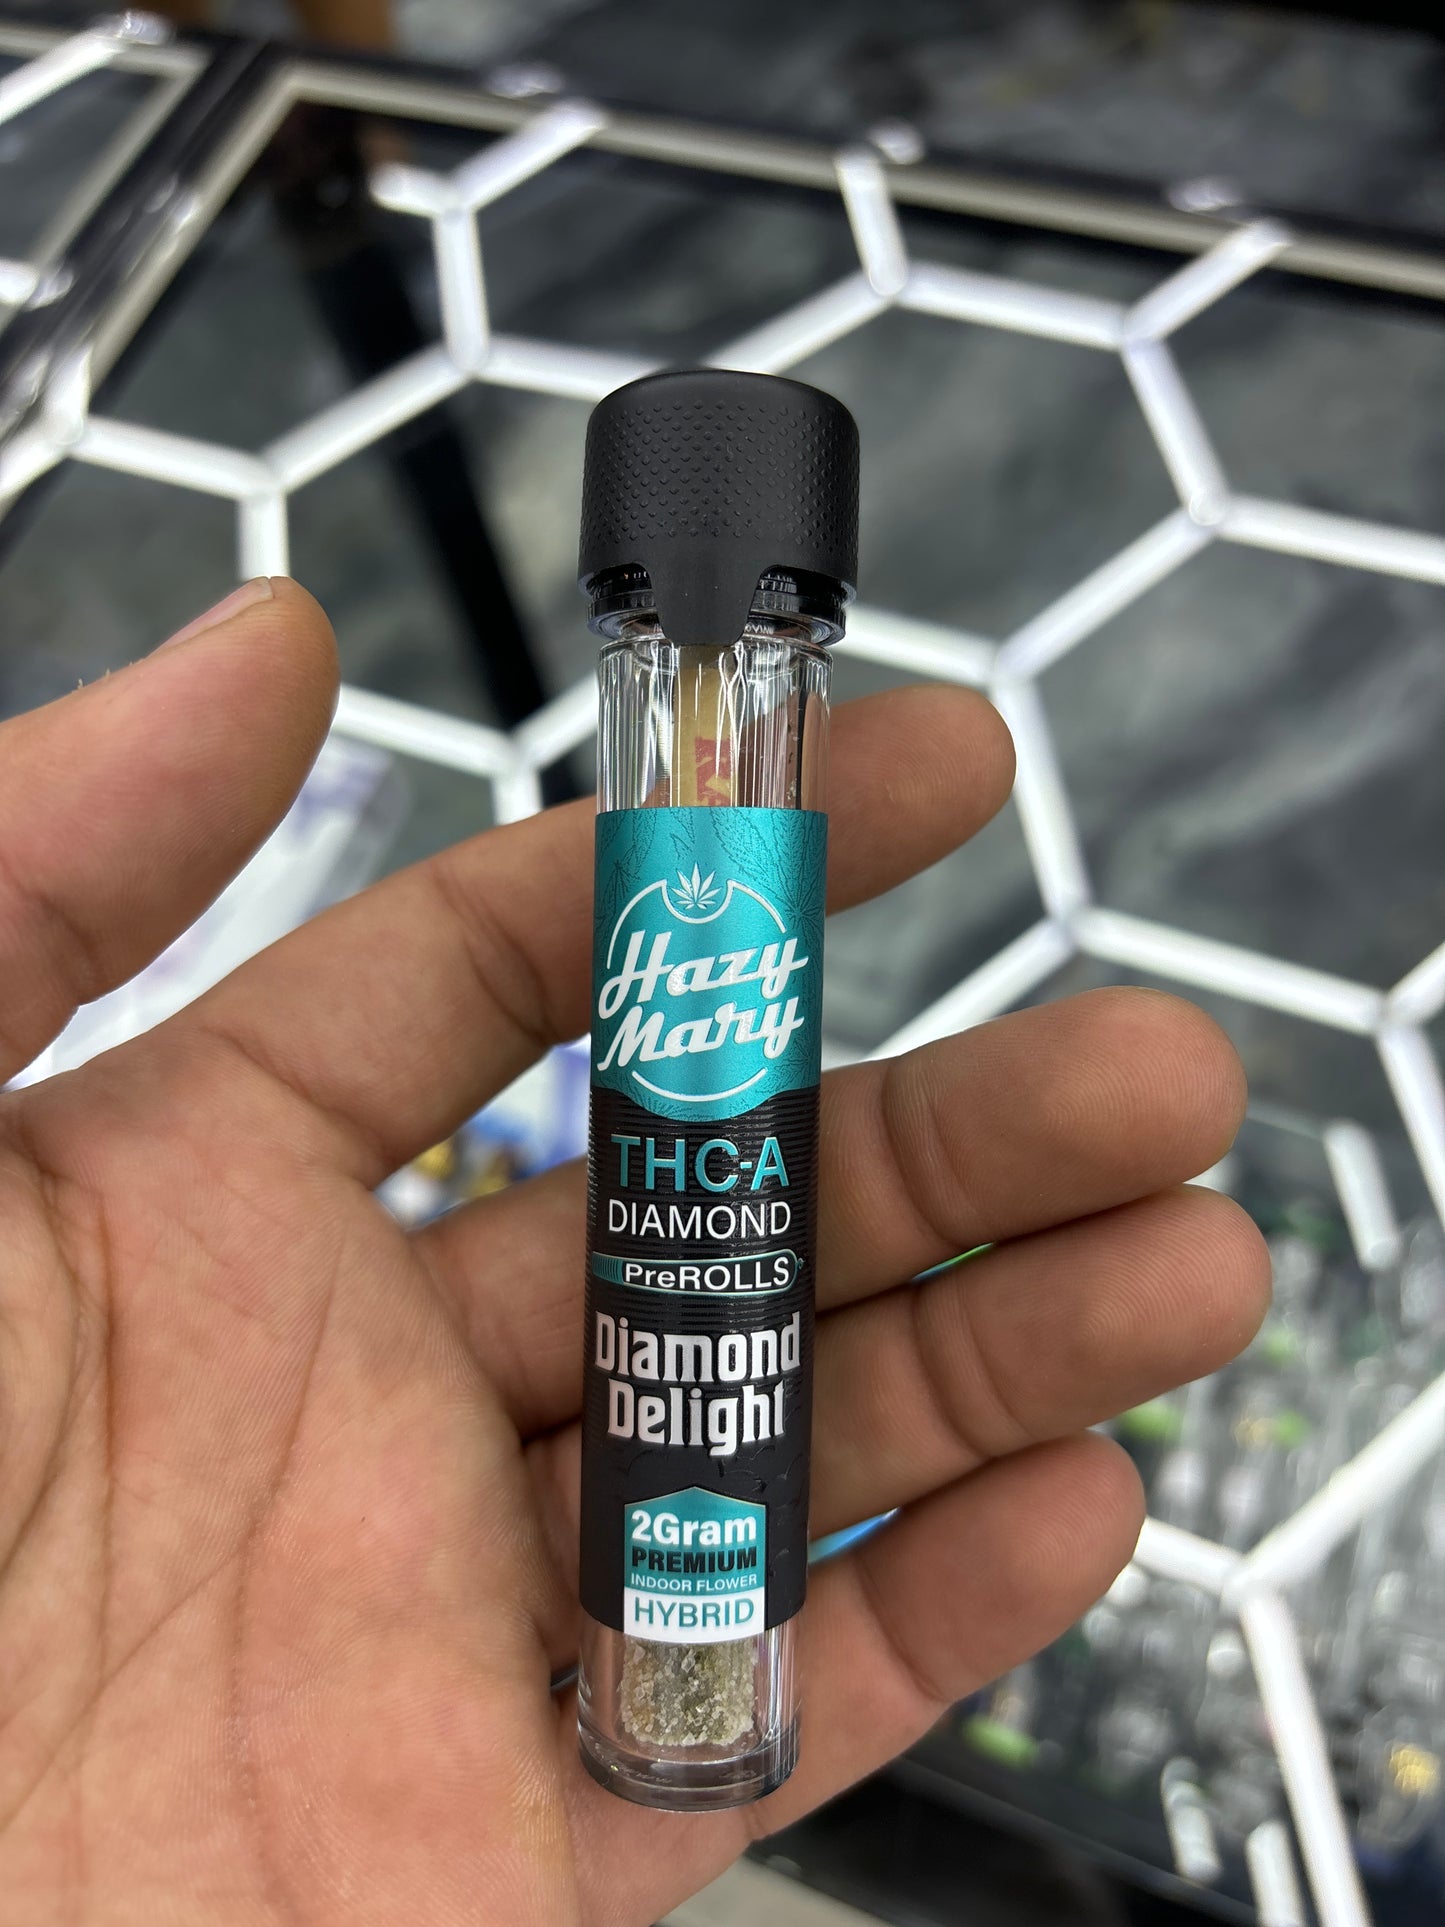 Hazy
Mary
THC-A
DIAMOND
PreROLLS
Diamond
Delight
2Gram
PREMIUM
INDOOR FLOWER
HYBRID